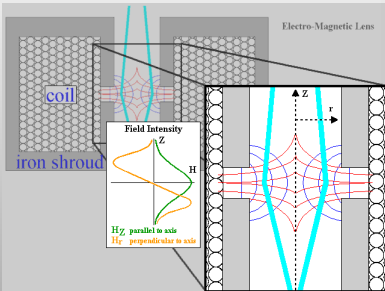 Electro-Magnetic Lens
coil
iron shroud
Field Intensity
Z
H
HZ parallel to axis
Hr perpendicular to axis
Z
r